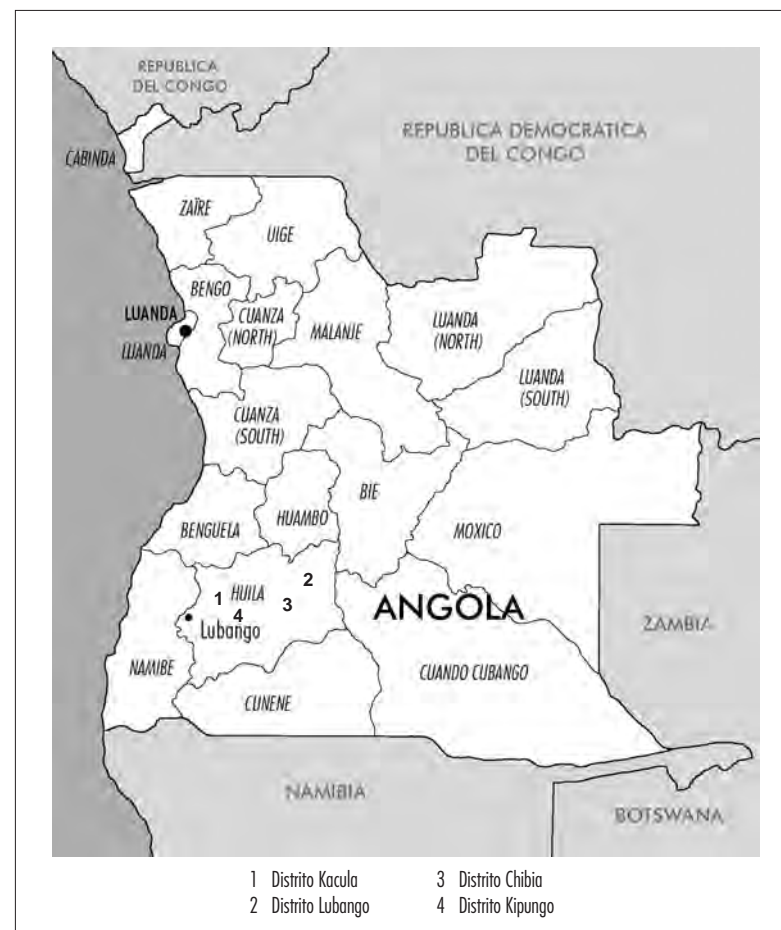 REPUBLICA
DEL CONGO
REPUBLICA DEMOCRATICA
DEL CONGO
CABINDA
ZAÏRE
UIGE
BENGO
LUANDA
LUANDA
CUANZA
(NORTH)
MALANJE
LUANDA
(NORTH)
LUANDA
(SOUTH)
CUANZA
(SOUTH)
BIE
HUAMBO
BENGUELA
MOXICO
2
1
HUILA
3
4
Lubango
ANGOLA
ZAMBIA
NAMIBE
CUNENE
CUANDO CUBANGO
NAMIBIA
BOTSWANA
1 Distrito Kacula
2 Distrito Lubango
3 Distrito Chibia
4 Distrito Kipungo